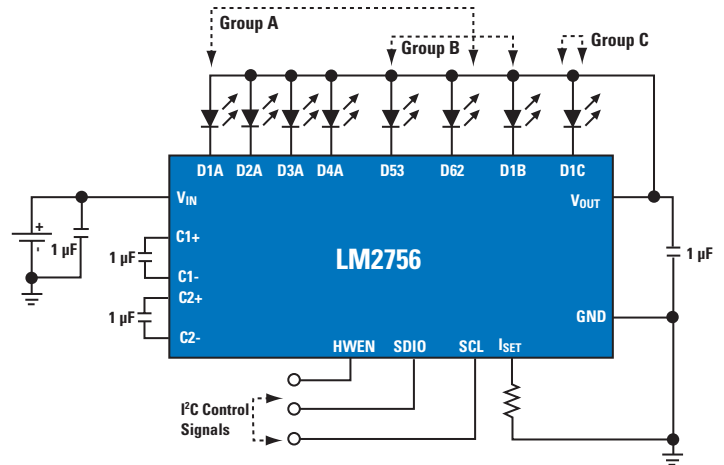 Group A
Group B
Group C
D1A D2A D3A D4A D53 D62 D1B D1C
VIN
VOUT
+
-
1 µF
C1+
1 µF
C1-
LM2756
1 µF
C2+
1 µF
C2-
GND
HWEN SDIO SCL ISET
I²C Control
Signals